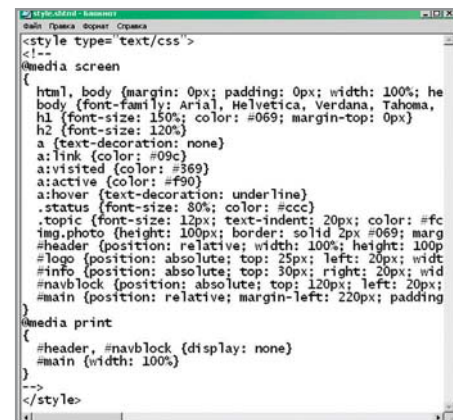 style.shtml - Блокнот
Файл Правка Формат Справка
<style type="text/css">
<!--
@media screen
{
html, body {margin: 0px; padding: 0px; width: 100%; he
body {font-family: Arial, Helvetica, Verdana, Tahoma,
h1 {font-size: 150%; color: #069; margin-top: 0px}
h2 {font-size: 120%}
a {text-decoration: none}
a:link {color: #09c}
a:visited {color: #369}
a:active {color: #f90}
a:hover {text-decoration: underline}
.status {font-size: 80%; color: #ccc}
.topic {font-size: 12px; text-indent: 20px; color: #fc
img.photo {height: 100px; border: solid 2px #069; marg
#header {position: relative; width: 100%; height: 100p
#logo {position: absolute; top: 25px; left: 20px; widt
#info {position: absolute; top: 30px; right: 20px; wid
#navblock {position: absolute; top: 120px; left: 20px;
#main {position: relative; margin-left: 220px; padding
}
@media print
{
#header, #navblock {display: none}
#main {width: 100%}
}
-->
</style>